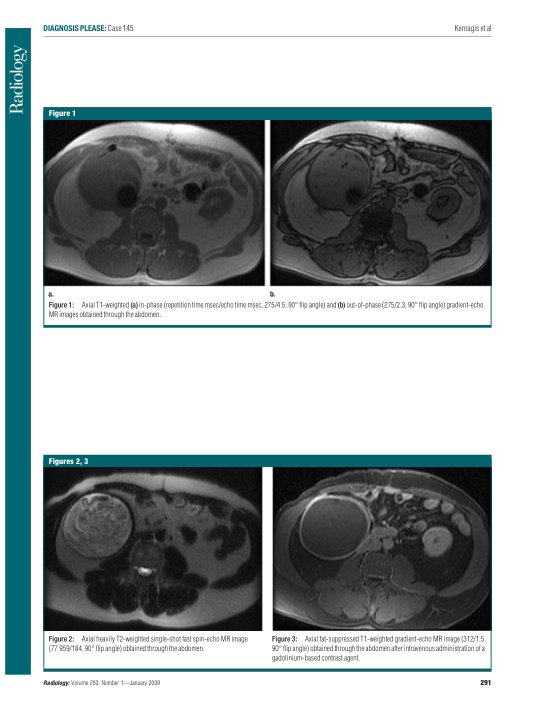 DIAGNOSIS PLEASE: Case 145
Kernagis et al
Radiology
Figure 1
a.
b.
Figure 1: Axial T1-weighted (a) in-phase (repetition time msec/echo time msec, 275/4.5, 90° flip angle) and (b) out-of-phase (275/2.3, 90° flip angle) gradient-echo
MR images obtained through the abdomen.
Figures 2, 3
Figure 2: Axial heavily T2-weighted single-shot fast spin-echo MR image
(77 959/184, 90° flip angle) obtained through the abdomen.
Figure 3: Axial fat-suppressed T1-weighted gradient-echo MR image (312/1.5,
90° flip angle) obtained through the abdomen after intravenous administration of a
gadolinium-based contrast agent.
Radiology: Volume 250: Number 1—January 2009
291